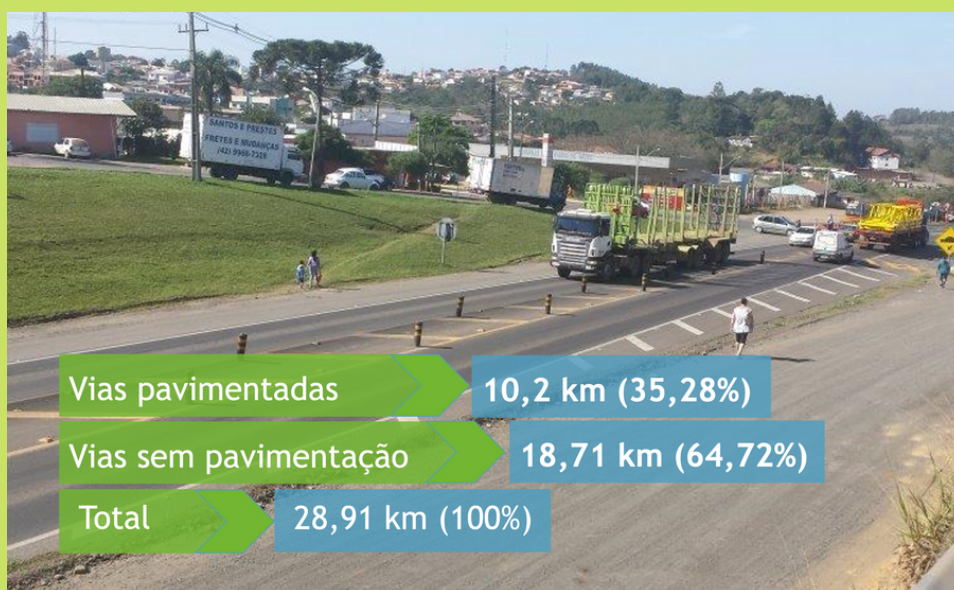 SANTOS E PRESTES
FRETES E MUDANÇAS
Vias pavimentadas
10,2 km (35,28%)
Vias sem pavimentação
18,71 km (64,72%)
Total
28,91 km (100%)